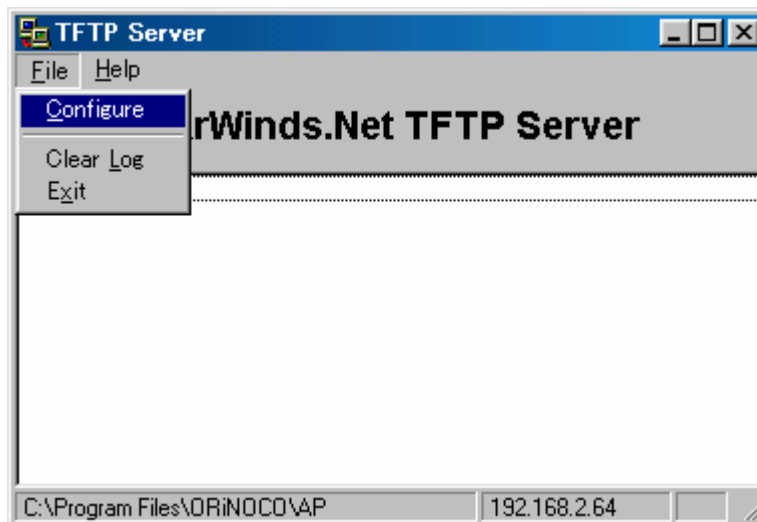 TFTP Server
File Help
Configure
rWinds.Net TFTP Server
Clear Log
Exit
C:\Program Files\ORiNOCO\AP 192.168.2.64